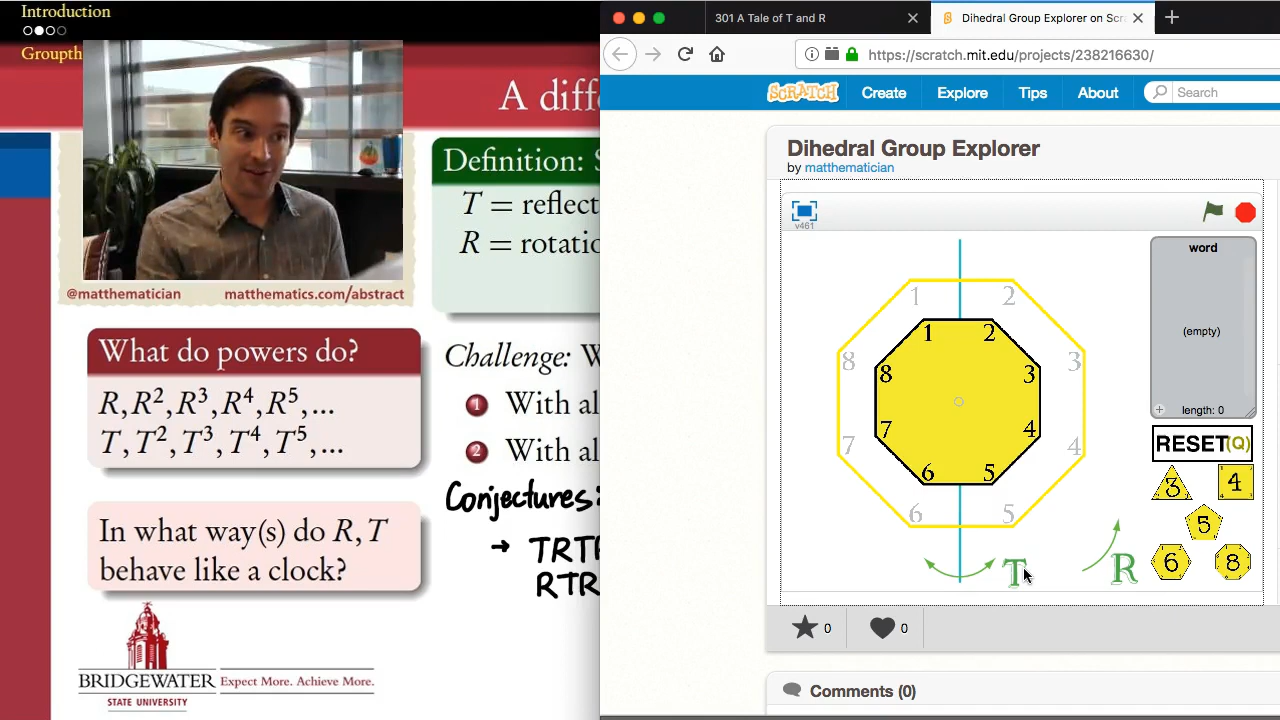 Introduction
Groupth
A diff
@matthematician matthematics.com/abstract
Definition: S
T = reflect
R = rotatio
What do powers do?
R, R², R³, R⁴, R⁵, ...
T, T², T³, T⁴, T⁵, ...
In what way(s) do R, T
behave like a clock?
Challenge: W
1 With al
2 With al
Conjectures:
→ TRT
RTR
BRIDGEWATER
STATE UNIVERSITY
Expect More. Achieve More.
301 A Tale of T and R
Dihedral Group Explorer on Scra
https://scratch.mit.edu/projects/238216630/
SCRATCH Create Explore Tips About Search
Dihedral Group Explorer
by matthematician
v461
1 2 3 4 5 6 7 8
1 2 3 4 5 6 7 8
T
R
word
(empty)
+ length: 0
RESET(Q)
3 4
5
6 8
0 0
Comments (0)